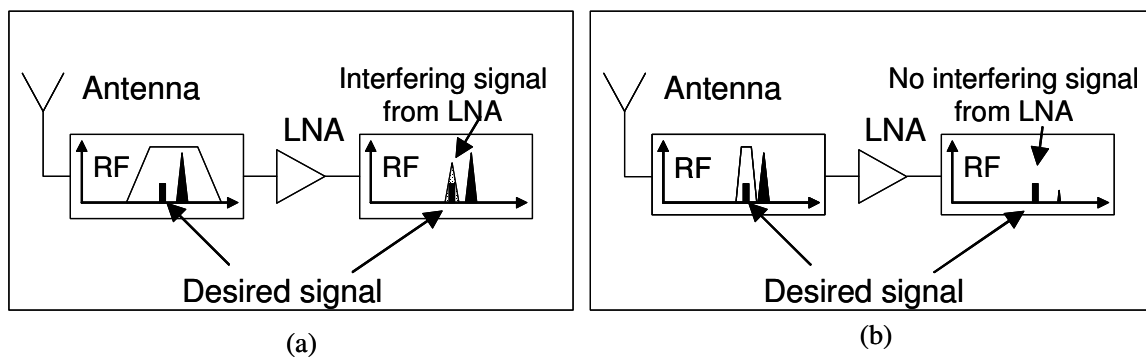 Antenna
RF
LNA
Interfering signal
from LNA
RF
Desired signal
(a)
Antenna
RF
LNA
No interfering signal
from LNA
RF
Desired signal
(b)